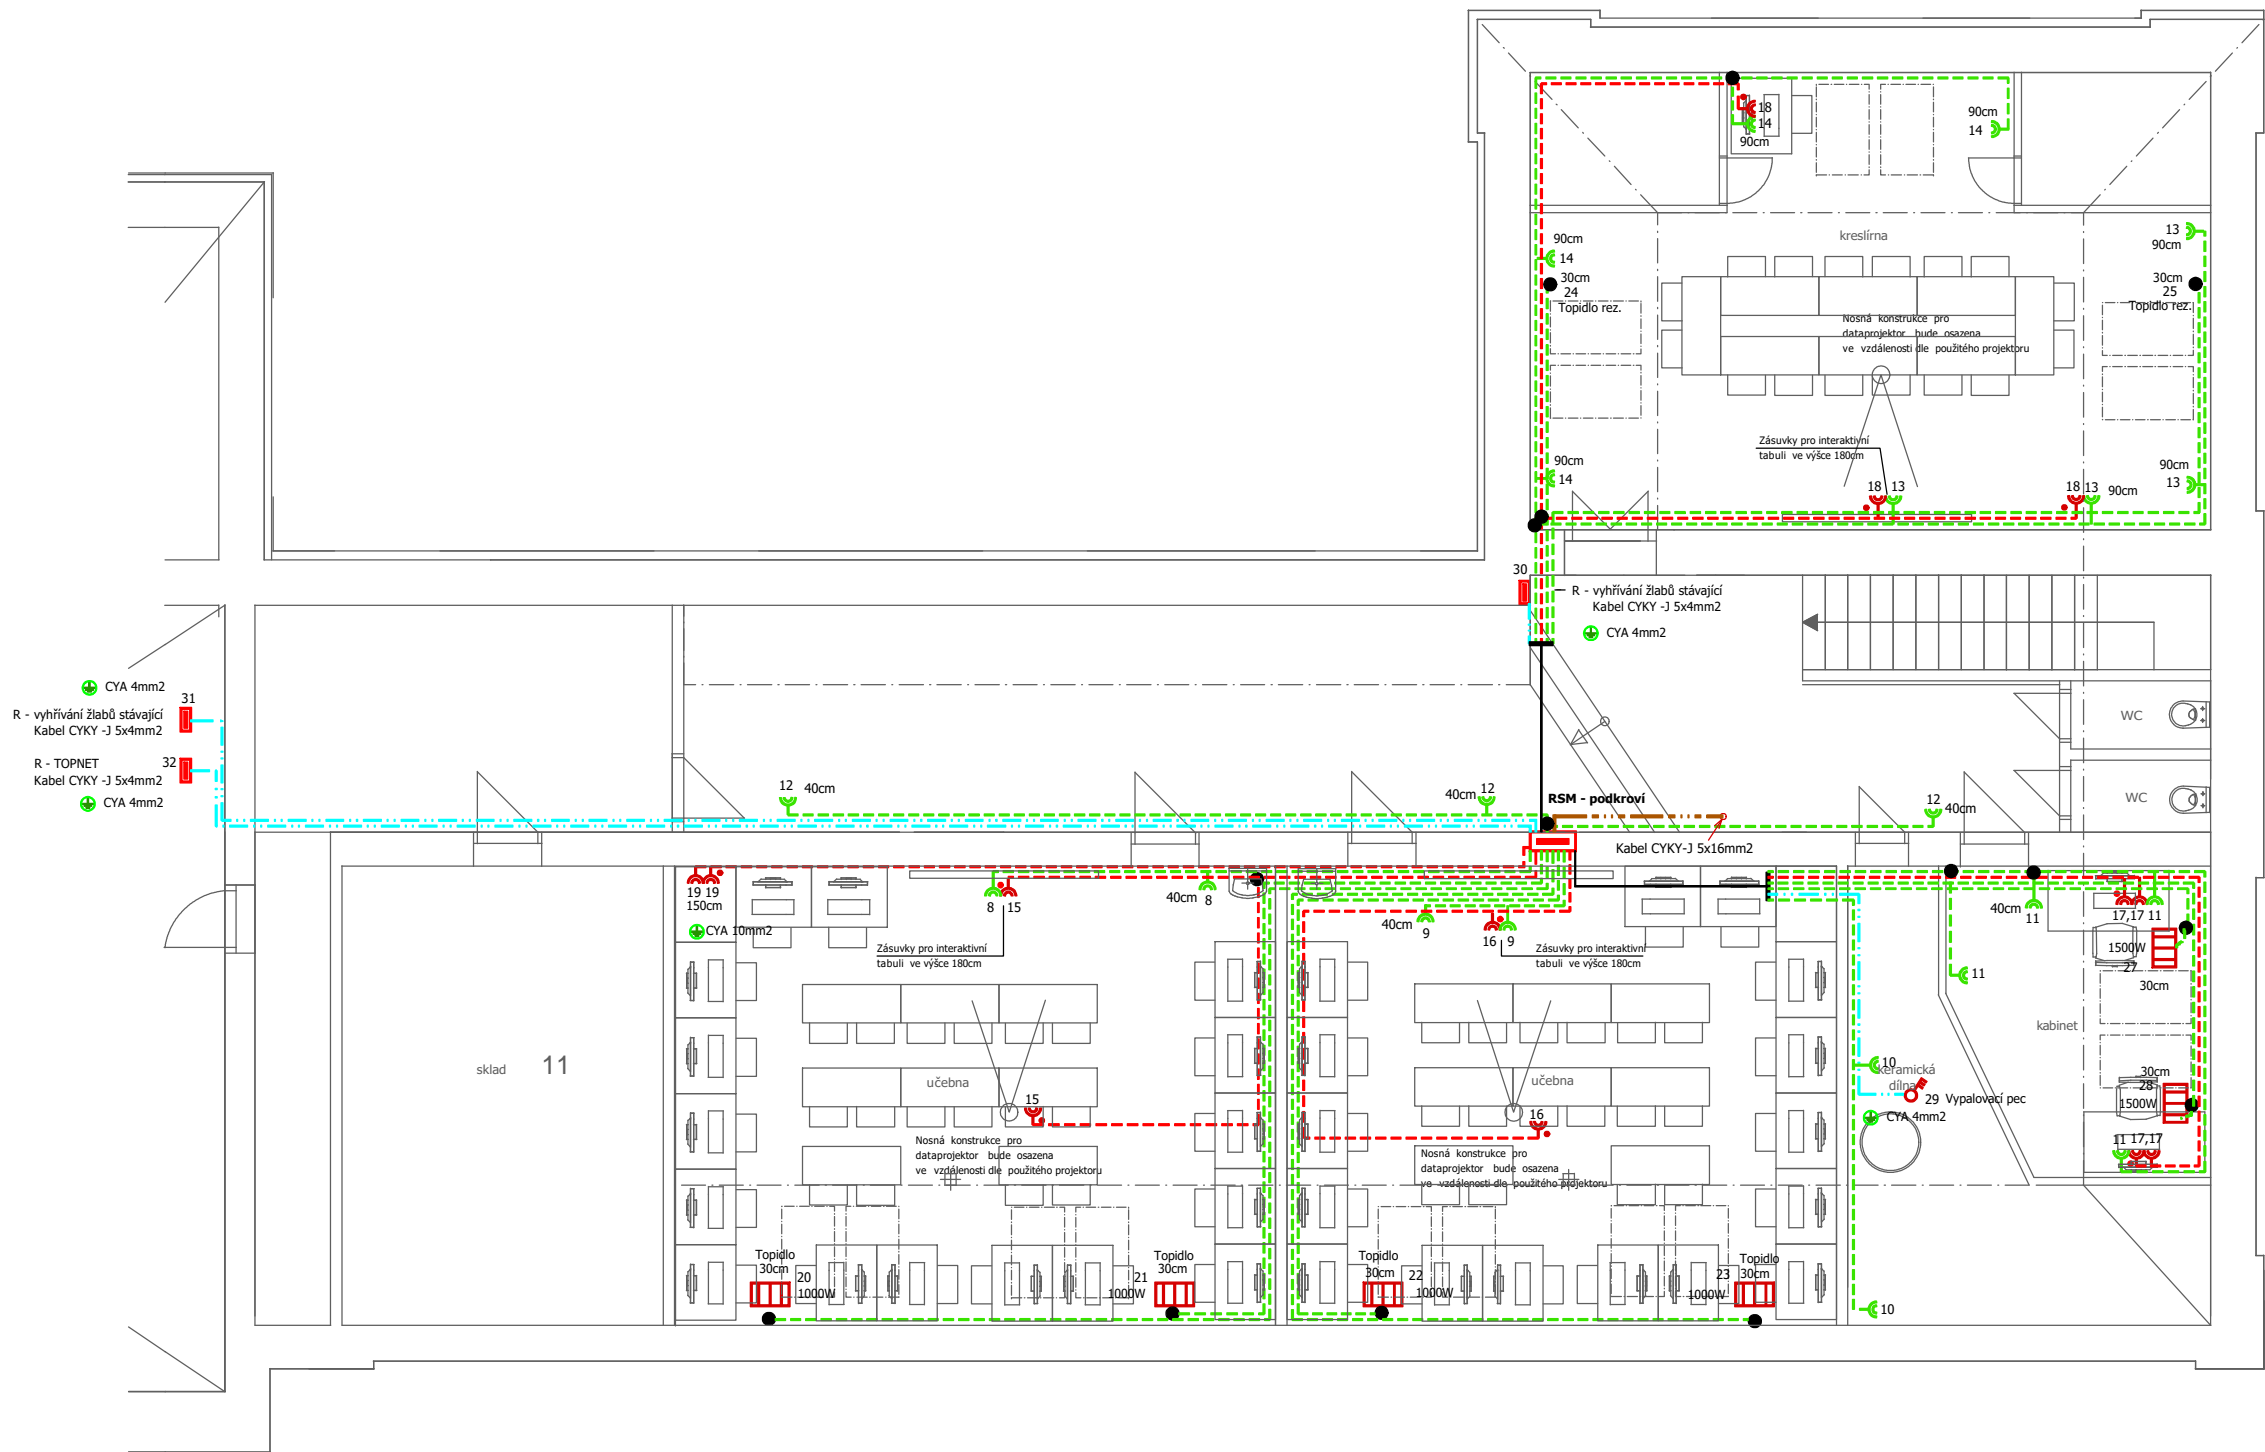 18
14
90cm
90cm
14
90cm
14
30cm
24
Topidlo rez.
kreslírna
13
90cm
30cm
25
Topidlo rez.
Nosná konstrukce pro
dataprojektor bude osazena
ve vzdálenosti dle použitého projektoru
Zásuvky pro interaktivní
tabuli ve výšce 180cm
90cm
14
18 13
18 13 90cm
90cm
13
30
R - vyhřívání žlabů stávající
Kabel CYKY -J 5x4mm2
CYA 4mm2
CYA 4mm2
31
R - vyhřívání žlabů stávající
Kabel CYKY -J 5x4mm2
R - TOPNET
Kabel CYKY -J 5x4mm2
32
CYA 4mm2
WC
WC
12 40cm
40cm 12
RSM - podkroví
12
40cm
Kabel CYKY-J 5x16mm2
19 19
150cm
CYA 10mm2
8 15
40cm 8
Zásuvky pro interaktivní
tabuli ve výšce 180cm
40cm 9
16 9
Zásuvky pro interaktivní
tabuli ve výšce 180cm
40cm
11
17,17 11
1500W
27
30cm
11
kabinet
sklad 11
učebna
15
Nosná konstrukce pro
dataprojektor bude osazena
ve vzdálenosti dle použitého projektoru
učebna
16
Nosná konstrukce pro
dataprojektor bude osazena
ve vzdálenosti dle použitého projektoru
10
keramická
dílna
29 Vypalovací pec
CYA 4mm2
30cm
28
1500W
11 17,17
Topidlo
30cm
20
1000W
Topidlo
30cm
21
1000W
Topidlo
30cm
22
1000W
Topidlo
30cm
23
1000W
10